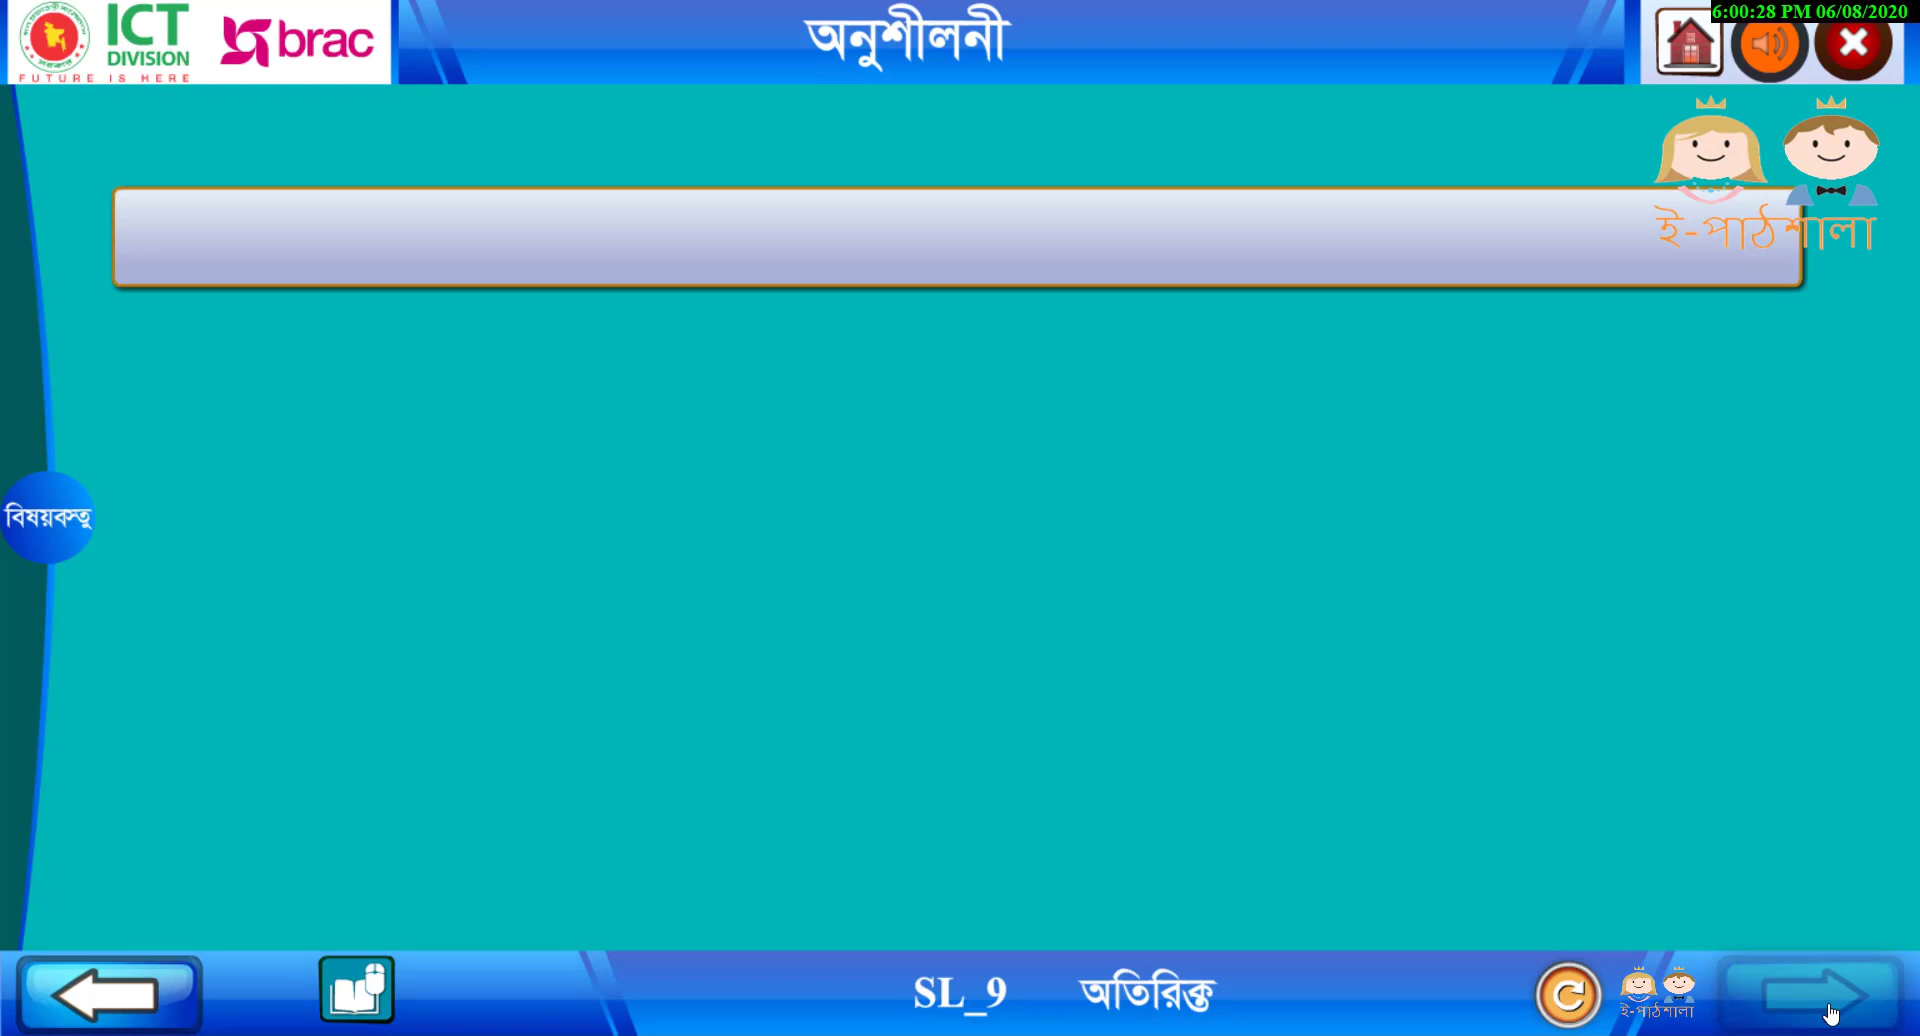 ICT
DIVISION
FUTURE IS HERE
brac
অনুশীলনী
6:00:28 PM 06/08/2020
ই-পাঠশালা
বিষয়বস্তু
SL_9 অতিরিক্ত
ই-পাঠশালা